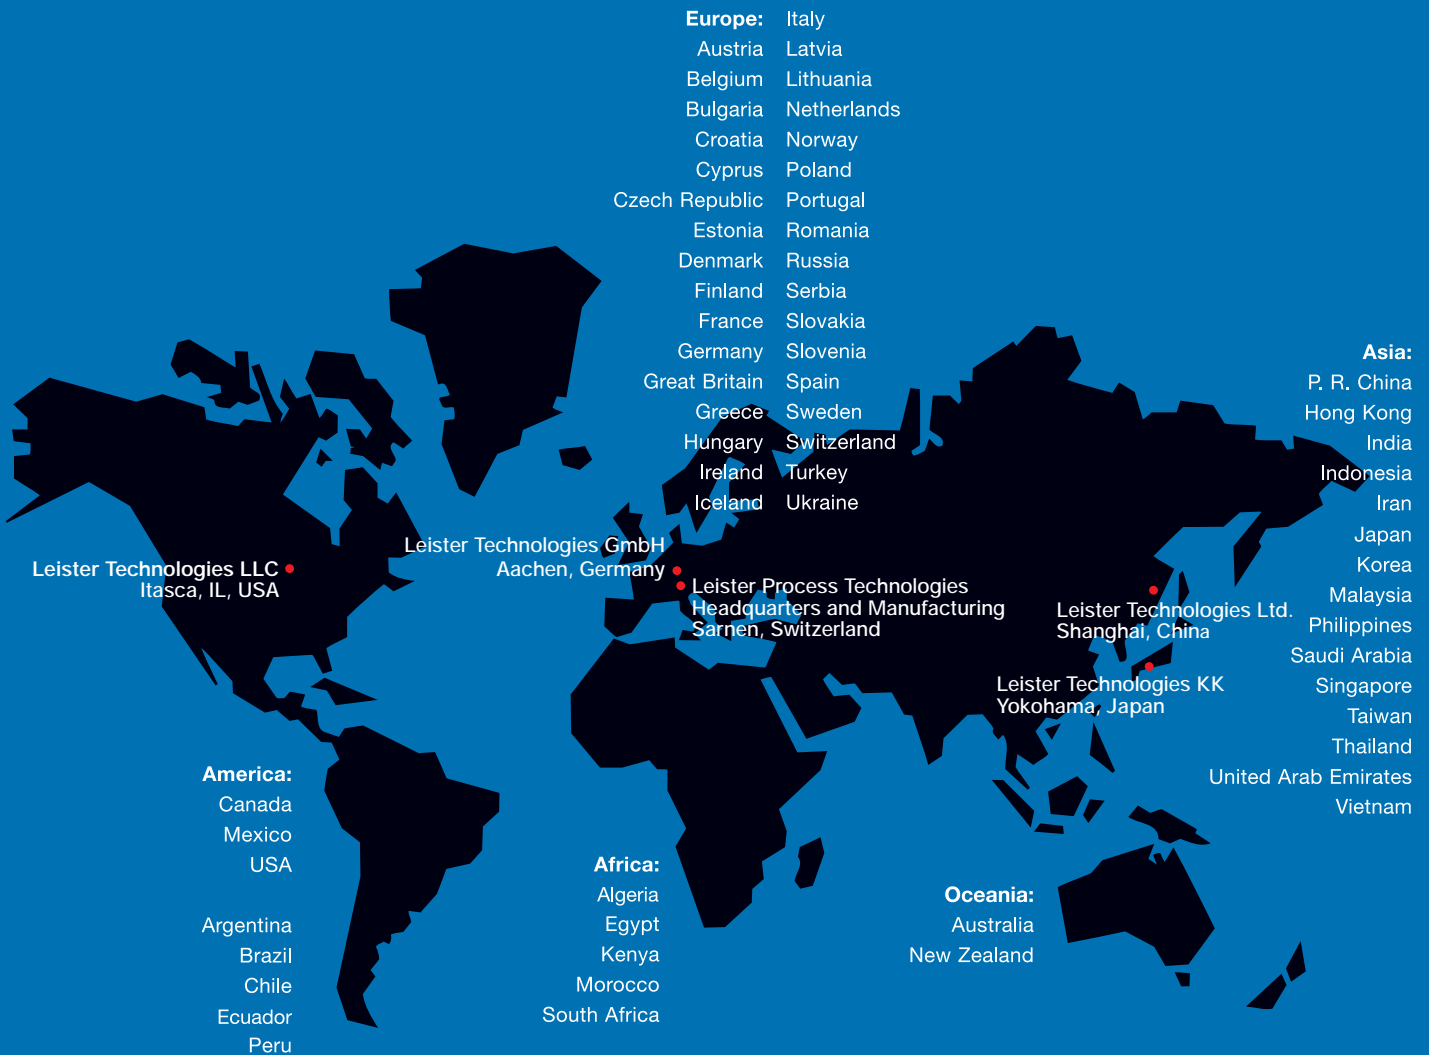 Europe:
Austria
Belgium
Bulgaria
Croatia
Cyprus
Czech Republic
Estonia
Denmark
Finland
France
Germany
Great Britain
Greece
Hungary
Ireland
Iceland
Italy
Latvia
Lithuania
Netherlands
Norway
Poland
Portugal
Romania
Russia
Serbia
Slovakia
Slovenia
Spain
Sweden
Switzerland
Turkey
Ukraine
Asia:
P. R. China
Hong Kong
India
Indonesia
Iran
Japan
Korea
Malaysia
Philippines
Saudi Arabia
Singapore
Taiwan
Thailand
United Arab Emirates
Vietnam
Leister Technologies LLC
Itasca, IL, USA
Leister Technologies GmbH
Aachen, Germany
Leister Process Technologies
Headquarters and Manufacturing
Sarnen, Switzerland
Leister Technologies Ltd.
Shanghai, China
Leister Technologies KK
Yokohama, Japan
America:
Canada
Mexico
USA
Argentina
Brazil
Chile
Ecuador
Peru
Africa:
Algeria
Egypt
Kenya
Morocco
South Africa
Oceania:
Australia
New Zealand